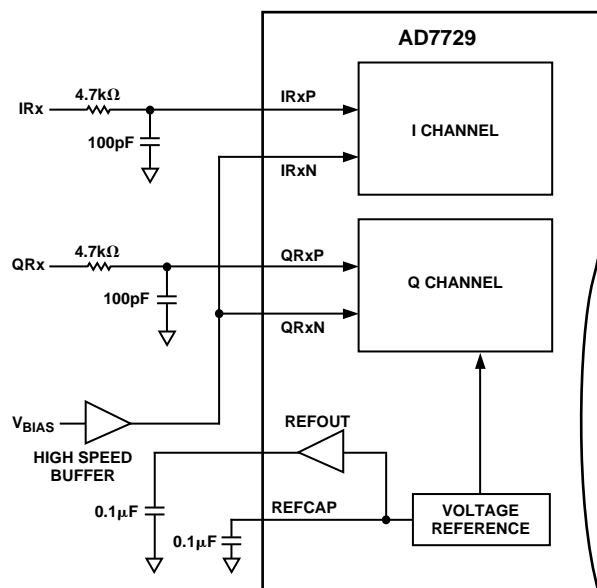 AD7729
4.7kΩ
IRx
IRxP
I CHANNEL
100pF
IRxN
4.7kΩ
QRx
QRxP
Q CHANNEL
100pF
QRxN
VBIAS
HIGH SPEED
BUFFER
REFOUT
0.1μF
REFCAP
0.1μF
VOLTAGE
REFERENCE